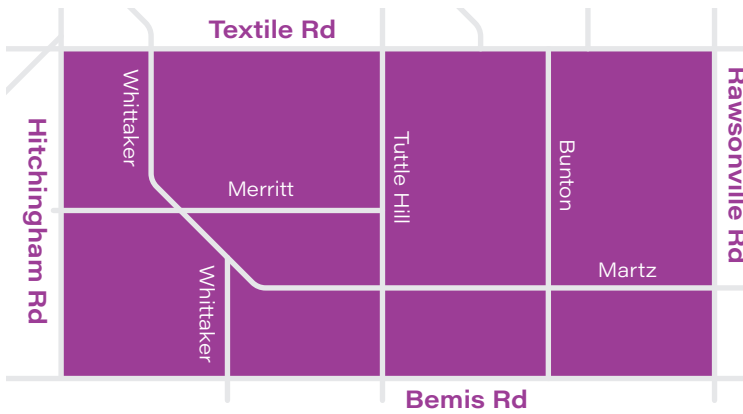 Textile Rd
Whittaker
Hitchingham Rd
Merritt
Tuttle Hill
Bunton
Rawsonville Rd
Whittaker
Martz
Bemis Rd